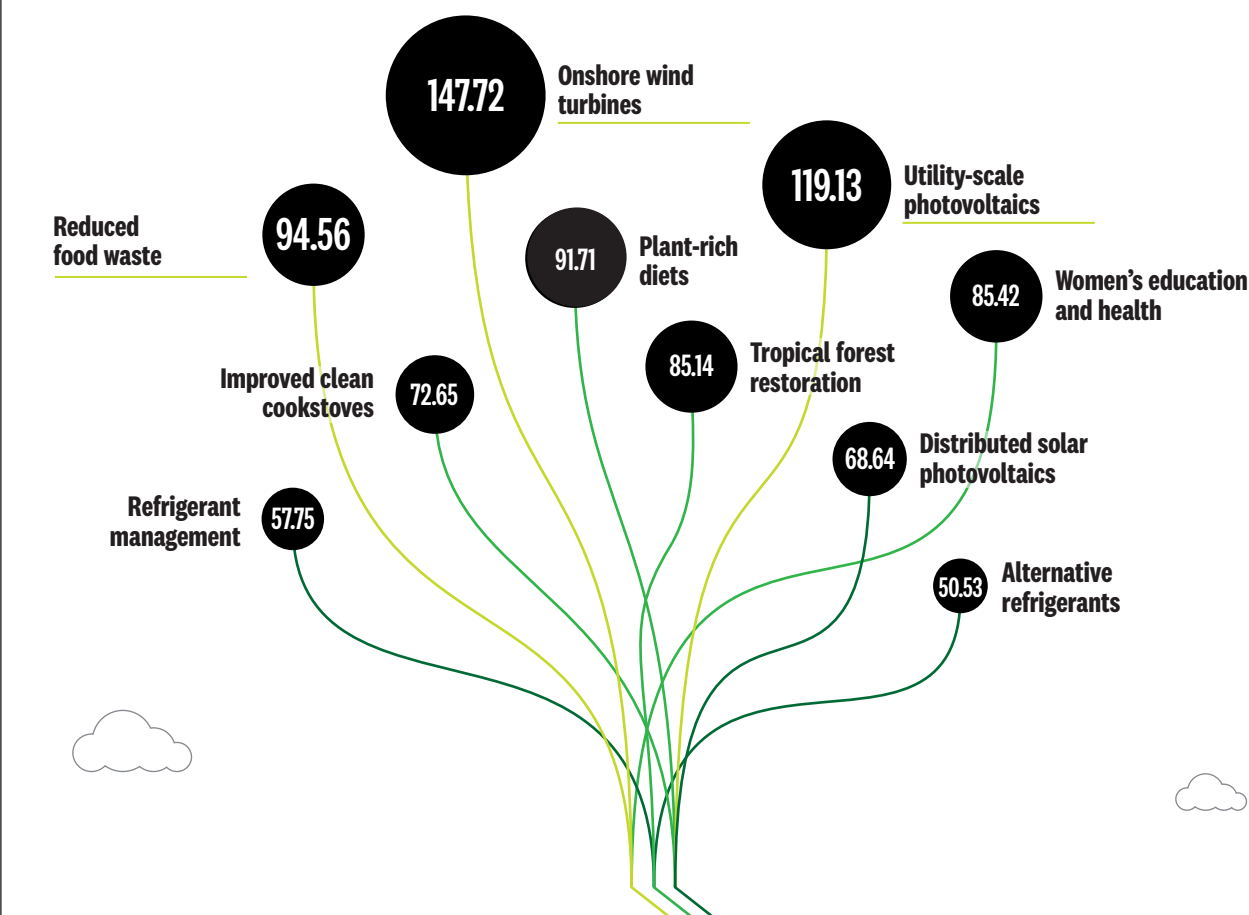 147.72
Onshore wind
turbines
119.13
Utility-scale
photovoltaics
Reduced
food waste
94.56
91.71
Plant-rich
diets
85.42
Women’s education
and health
Improved clean
cookstoves
72.65
85.14
Tropical forest
restoration
68.64
Distributed solar
photovoltaics
Refrigerant
management
57.75
50.53
Alternative
refrigerants